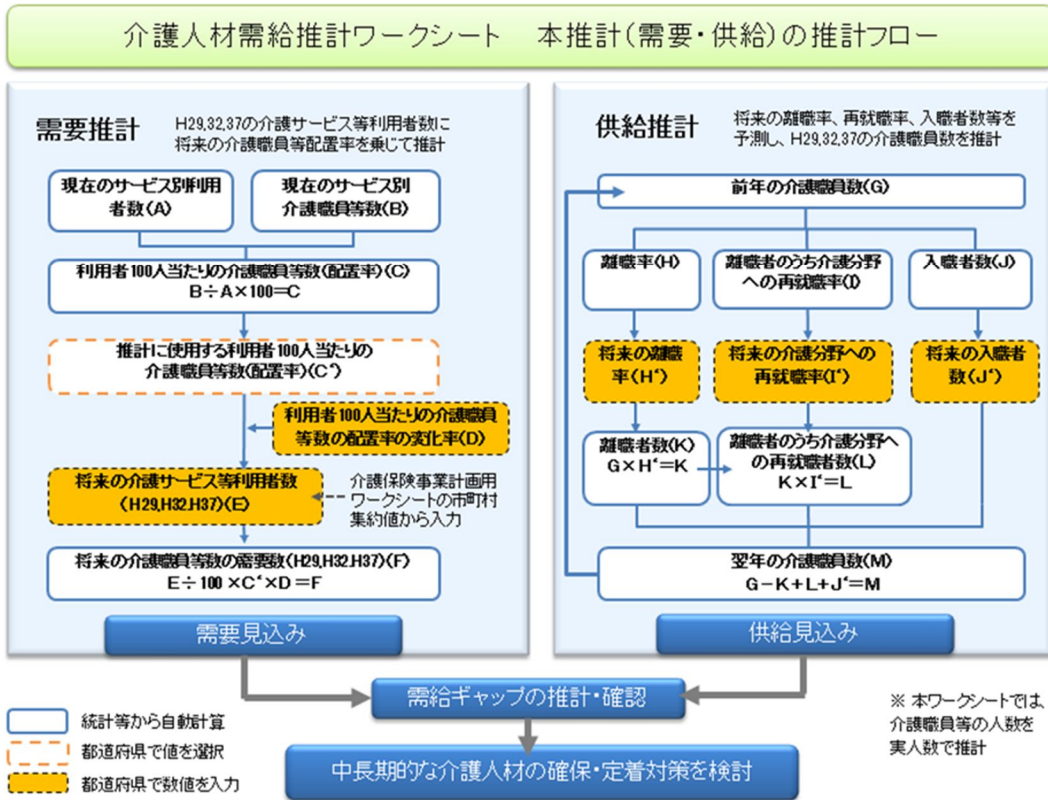 介護人材需給推計ワークシート　本推計(需要・供給)の推計フロー
需要推計
H29,32,37の介護サービス等利用者数に
将来の介護職員等配置率を乗じて推計
現在のサービス別利用
者数(A)
現在のサービス別
介護職員等数(B)
利用者100人当たりの介護職員等数(配置率)(C)
B÷A×100=C
推計に使用する利用者100人当たりの
介護職員等数(配置率)(C‘)
利用者100人当たりの介護職員
等数の配置率の変化率(D)
将来の介護サービス等利用者数
(H29,H32.H37)(E)
介護保険事業計画用
ワークシートの市町村
集約値から入力
将来の介護職員等数の需要数(H29,H32.H37)(F)
E÷100×C‘×D=F
需要見込み
供給推計
将来の離職率、再就職率、入職者数等を
予測し、H29,32,37の介護職員数を推計
前年の介護職員数(G)
離職率(H)
離職者のうち介護分野
への再就職率(I)
入職者数(J)
将来の離職
率(H‘)
将来の介護分野への
再就職率(I‘)
将来の入職者
数(J‘)
離職者数(K)
G×H‘=K
離職者のうち介護分野へ
の再就職者数(L)
K×I‘=L
翌年の介護職員数(M)
G−K+L+J‘=M
供給見込み
需給ギャップの推計・確認
中長期的な介護人材の確保・定着対策を検討
統計等から自動計算
都道府県で値を選択
都道府県で数値を入力
※ 本ワークシートでは、
介護職員等の人数を
実人数で推計